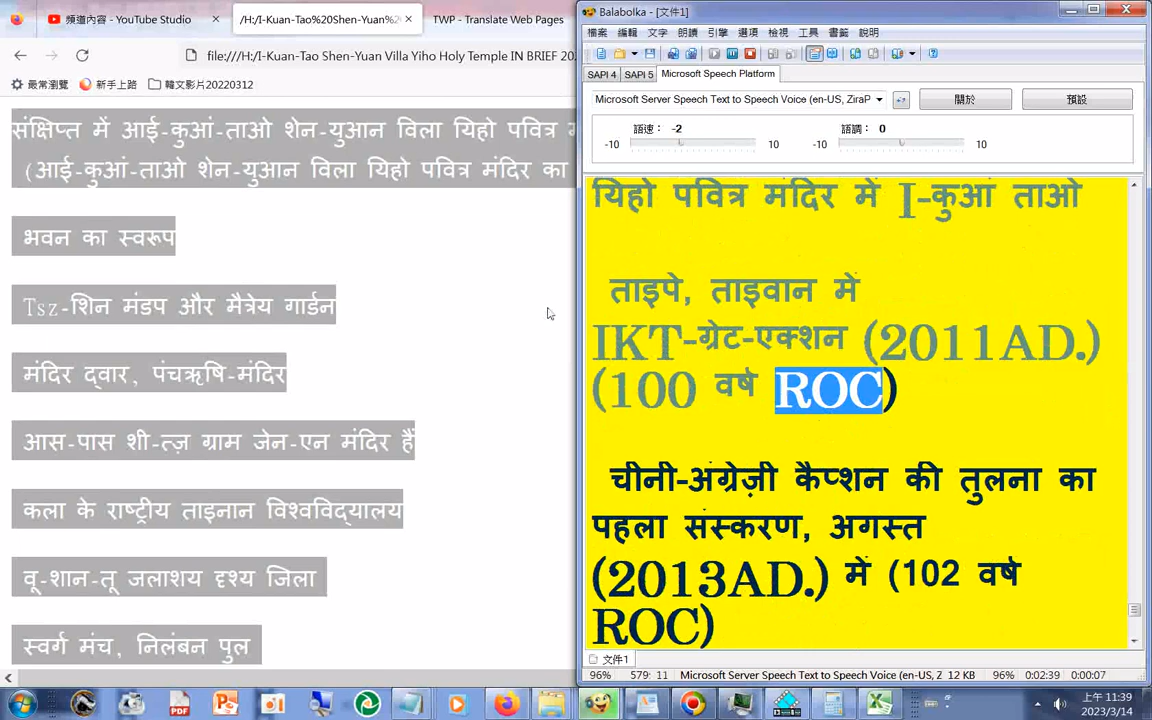 頻道內容 - YouTube Studio
/H:/I-Kuan-Tao%20Shen-Yuan%2
TWP - Translate Web Pages
file:///H:/I-Kuan-Tao Shen-Yuan Villa Yiho Holy Temple IN BRIEF 20
最常瀏覽
新手上路
韓文影片20220312
संक्षिप्त में आई-कुआं-ताओ शेन-युआन विला यिहो पवित्र म
(आई-कुआं-ताओ शेन-युआन विला यिहो पवित्र मंदिर का
भवन का स्वरूप
Tsz-शिन मंडप और मैत्रेय गार्डन
मंदिर द्वार, पंचऋषि-मंदिर
आस-पास शी-त्ज़ ग्राम जेन-एन मंदिर हैं
कला के राष्ट्रीय ताइनान विश्वविद्यालय
वू-शान-तू जलाशय दृश्य जिला
स्वर्ग मंच, निलंबन पुल
Balabolka - [文件1]
檔案 編輯 文字 朗讀 引擎 選項 檢視 工具 書籤 說明
SAPI 4 SAPI 5 Microsoft Speech Platform
Microsoft Server Speech Text to Speech Voice (en-US, ZiraP
關於
預設
語速: -2
語調: 0
-10 10 -10 10
यिहो पवित्र मंदिर में I-कुआं ताओ
ताइपे, ताइवान में
IKT-ग्रेट-एक्शन (2011AD.)
(100 वर्ष ROC)
चीनी-अंग्रेज़ी कैप्शन की तुलना का
पहला संस्करण, अगस्त
(2013AD.) में (102 वर्ष
ROC)
文件1
96% 579: 11 Microsoft Server Speech Text to Speech Voice (en-US, Z 12 KB 96% 0:02:39 0:00:07
上午 11:39
2023/3/14